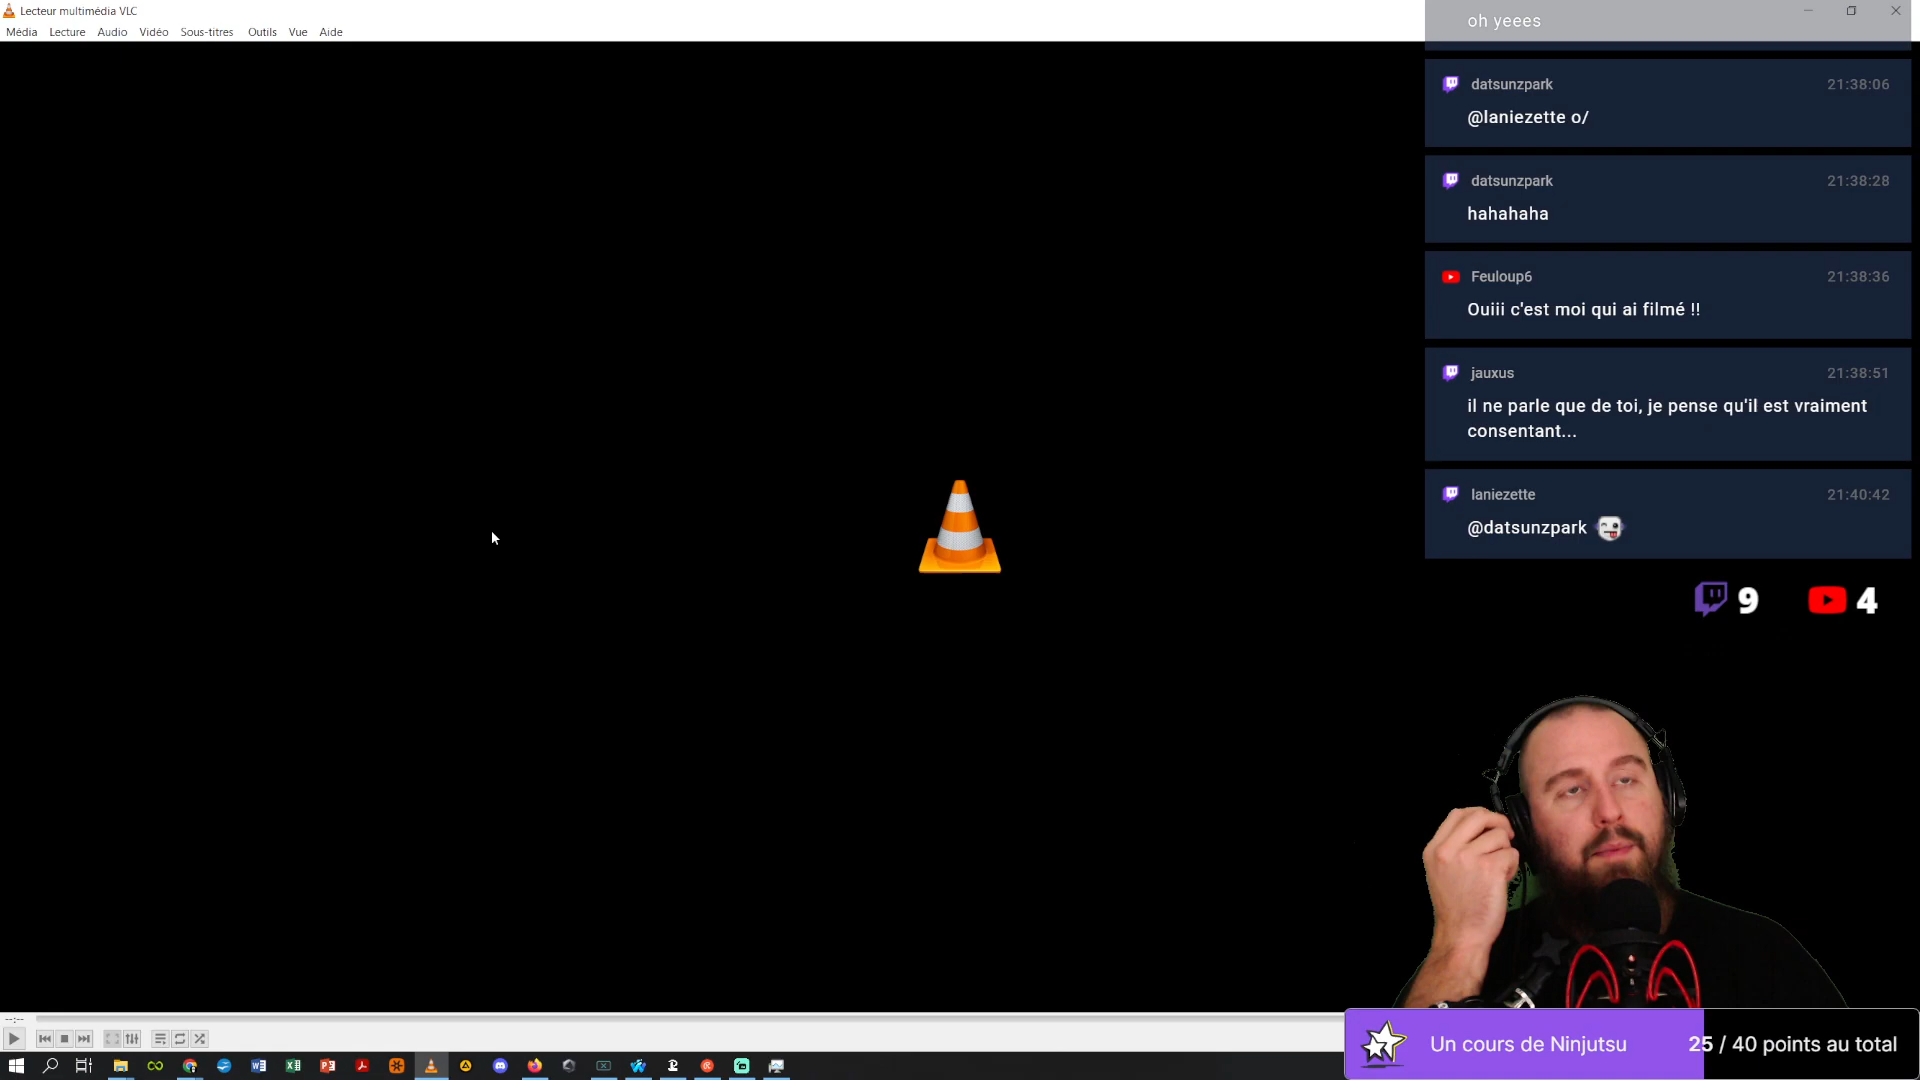 Lecteur multimédia VLC
Média Lecture Audio Vidéo Sous-titres Outils Vue Aide
oh yeees
datsunzpark 21:38:06
@laniezette o/
datsunzpark 21:38:28
hahahaha
Feuloup6 21:38:36
Ouiii c'est moi qui ai filmé !!
jauxus 21:38:51
il ne parle que de toi, je pense qu'il est vraiment
consentant...
laniezette 21:40:42
@datsunzpark
9 4
--:--
Un cours de Ninjutsu 25 / 40 points au total